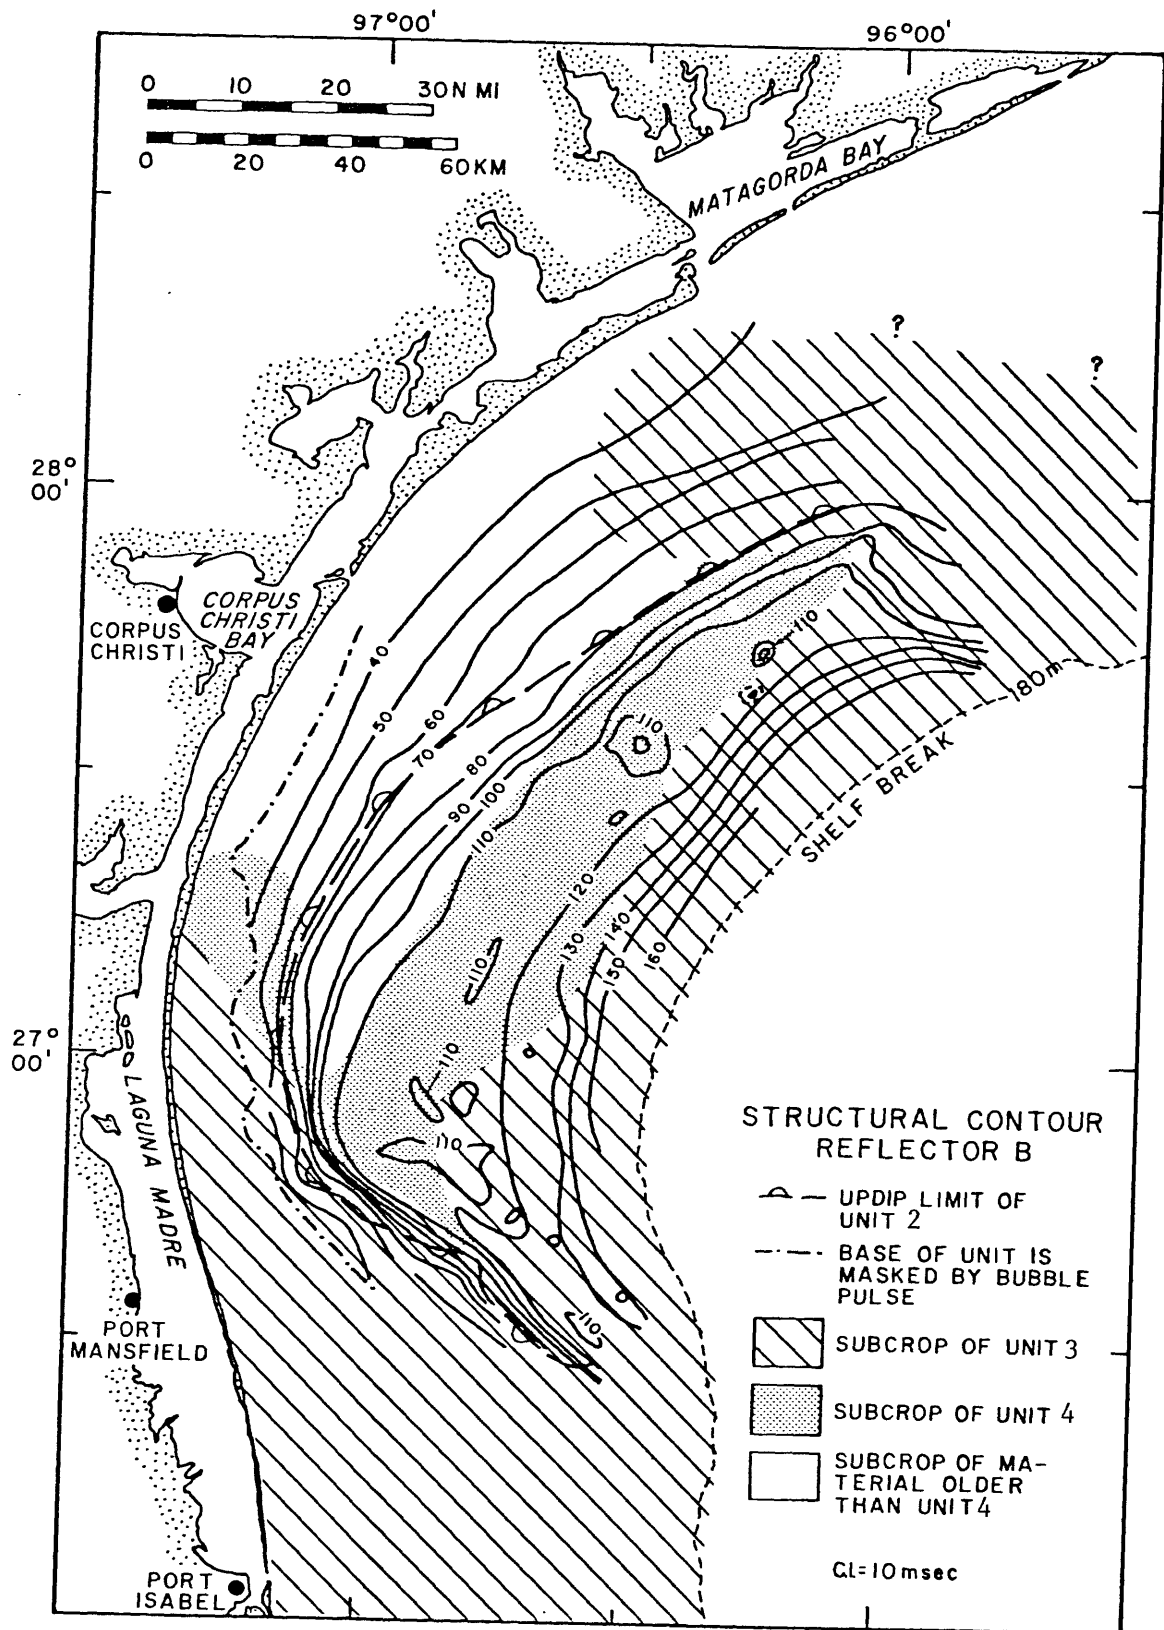 97°00'
96°00'
0 10 20 30 N MI
0 20 40 60 KM
MATAGORDA BAY
?
?
28°
00'
CORPUS
CHRISTI
BAY
CORPUS
CHRISTI
40
50
60
70
80
90
100
110
110
110
180m
SHELF BREAK
120
130
140
150
160
110
110
110
110
27°
00'
LAGUNA MADRE
PORT
MANSFIELD
PORT
ISABEL
STRUCTURAL CONTOUR
REFLECTOR B
UPDIP LIMIT OF
UNIT 2
BASE OF UNIT IS
MASKED BY BUBBLE
PULSE
SUBCROP OF UNIT 3
SUBCROP OF UNIT 4
SUBCROP OF MA-
TERIAL OLDER
THAN UNIT 4
C.I.=10 msec